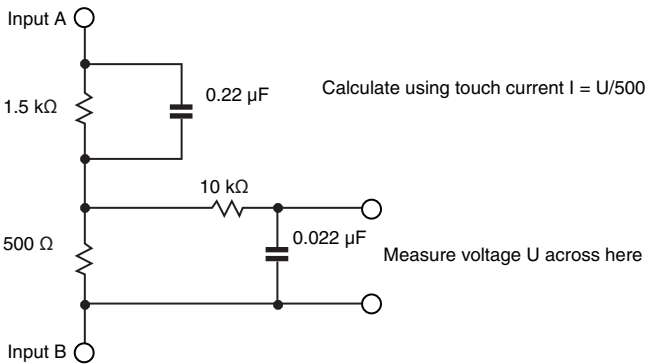 Input A
0.22 µF
Calculate using touch current I = U/500
1.5 kΩ
10 kΩ
500 Ω
0.022 µF
Measure voltage U across here
Input B